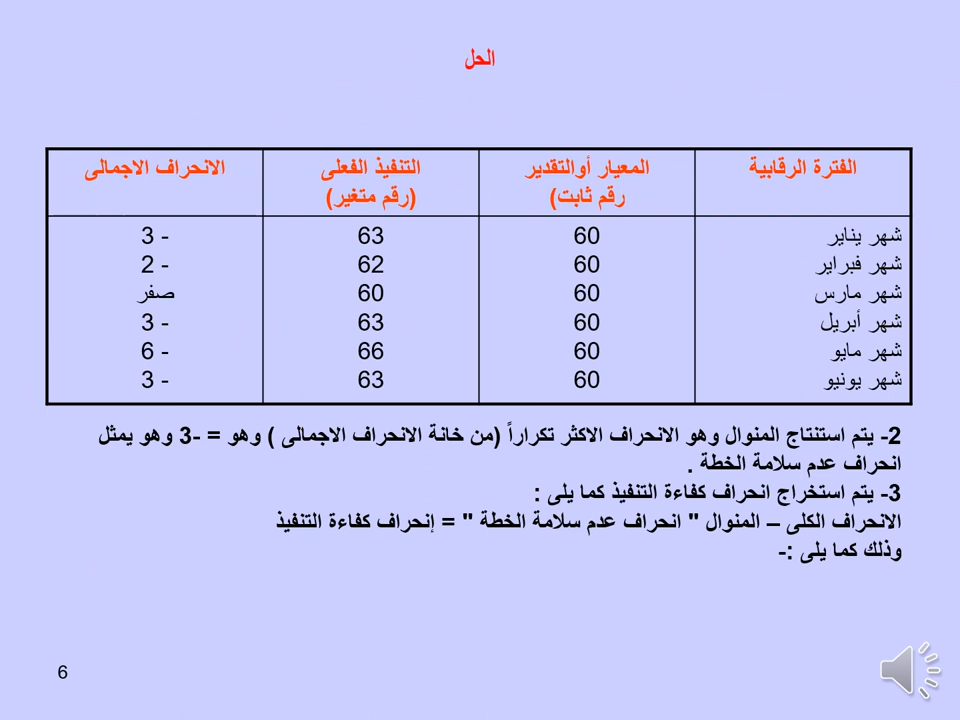 الحل
الفترة الرقابية	المعيار أوالتقدير رقم ثابت)	التنفيذ الفعلى (رقم متغير)	الانحراف الاجمالى
شهر يناير	60	63	- 3
شهر فبراير	60	62	- 2
شهر مارس	60	60	صفر
شهر أبريل	60	63	- 3
شهر مايو	60	66	- 6
شهر يونيو	60	63	- 3
2- يتم استنتاج المنوال وهو الانحراف الاكثر تكراراً (من خانة الانحراف الاجمالى ) وهو = -3 وهو يمثل
انحراف عدم سلامة الخطة .
3- يتم استخراج انحراف كفاءة التنفيذ كما يلى :
الانحراف الكلى – المنوال " انحراف عدم سلامة الخطة " = إنحراف كفاءة التنفيذ
وذلك كما يلى :-
6